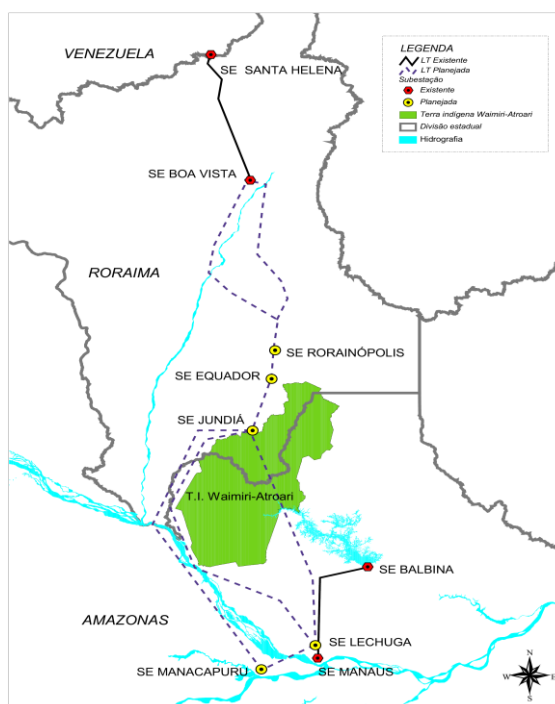 VENEZUELA
SE SANTA HELENA
LEGENDA
LT Existente
LT Planejada
Subestação
Existente
Planejada
Terra indígena Waimiri-Atroari
Divisão estadual
Hidrografia
SE BOA VISTA
RORAIMA
SE RORAINÓPOLIS
SE EQUADOR
SE JUNDIÁ
T.I. Waimiri-Atroari
SE BALBINA
AMAZONAS
SE LECHUGA
SE MANAUS
SE MANACAPURU
N
W
E
S